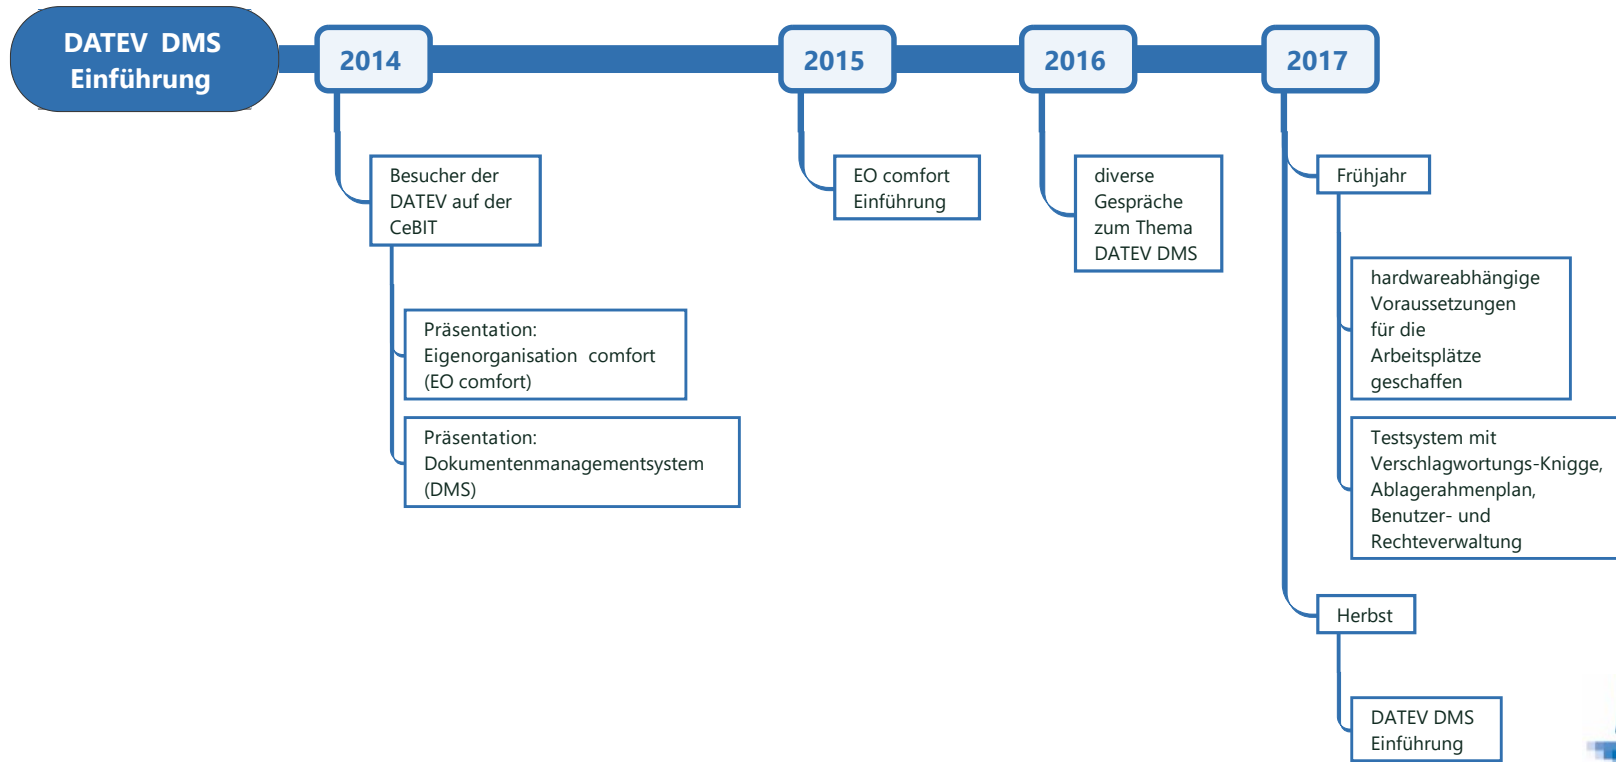 DATEV DMS
Einführung
2014
2015
2016
2017
Besucher der
DATEV auf der
CeBIT
Präsentation:
Eigenorganisation comfort
(EO comfort)
Präsentation:
Dokumentenmanagementsystem
(DMS)
EO comfort
Einführung
diverse
Gespräche
zum Thema
DATEV DMS
Frühjahr
hardwareabhängige
Voraussetzungen
für die
Arbeitsplätze
geschaffen
Testsystem mit
Verschlagwortungs-Knigge,
Ablagerahmenplan,
Benutzer- und
Rechteverwaltung
Herbst
DATEV DMS
Einführung